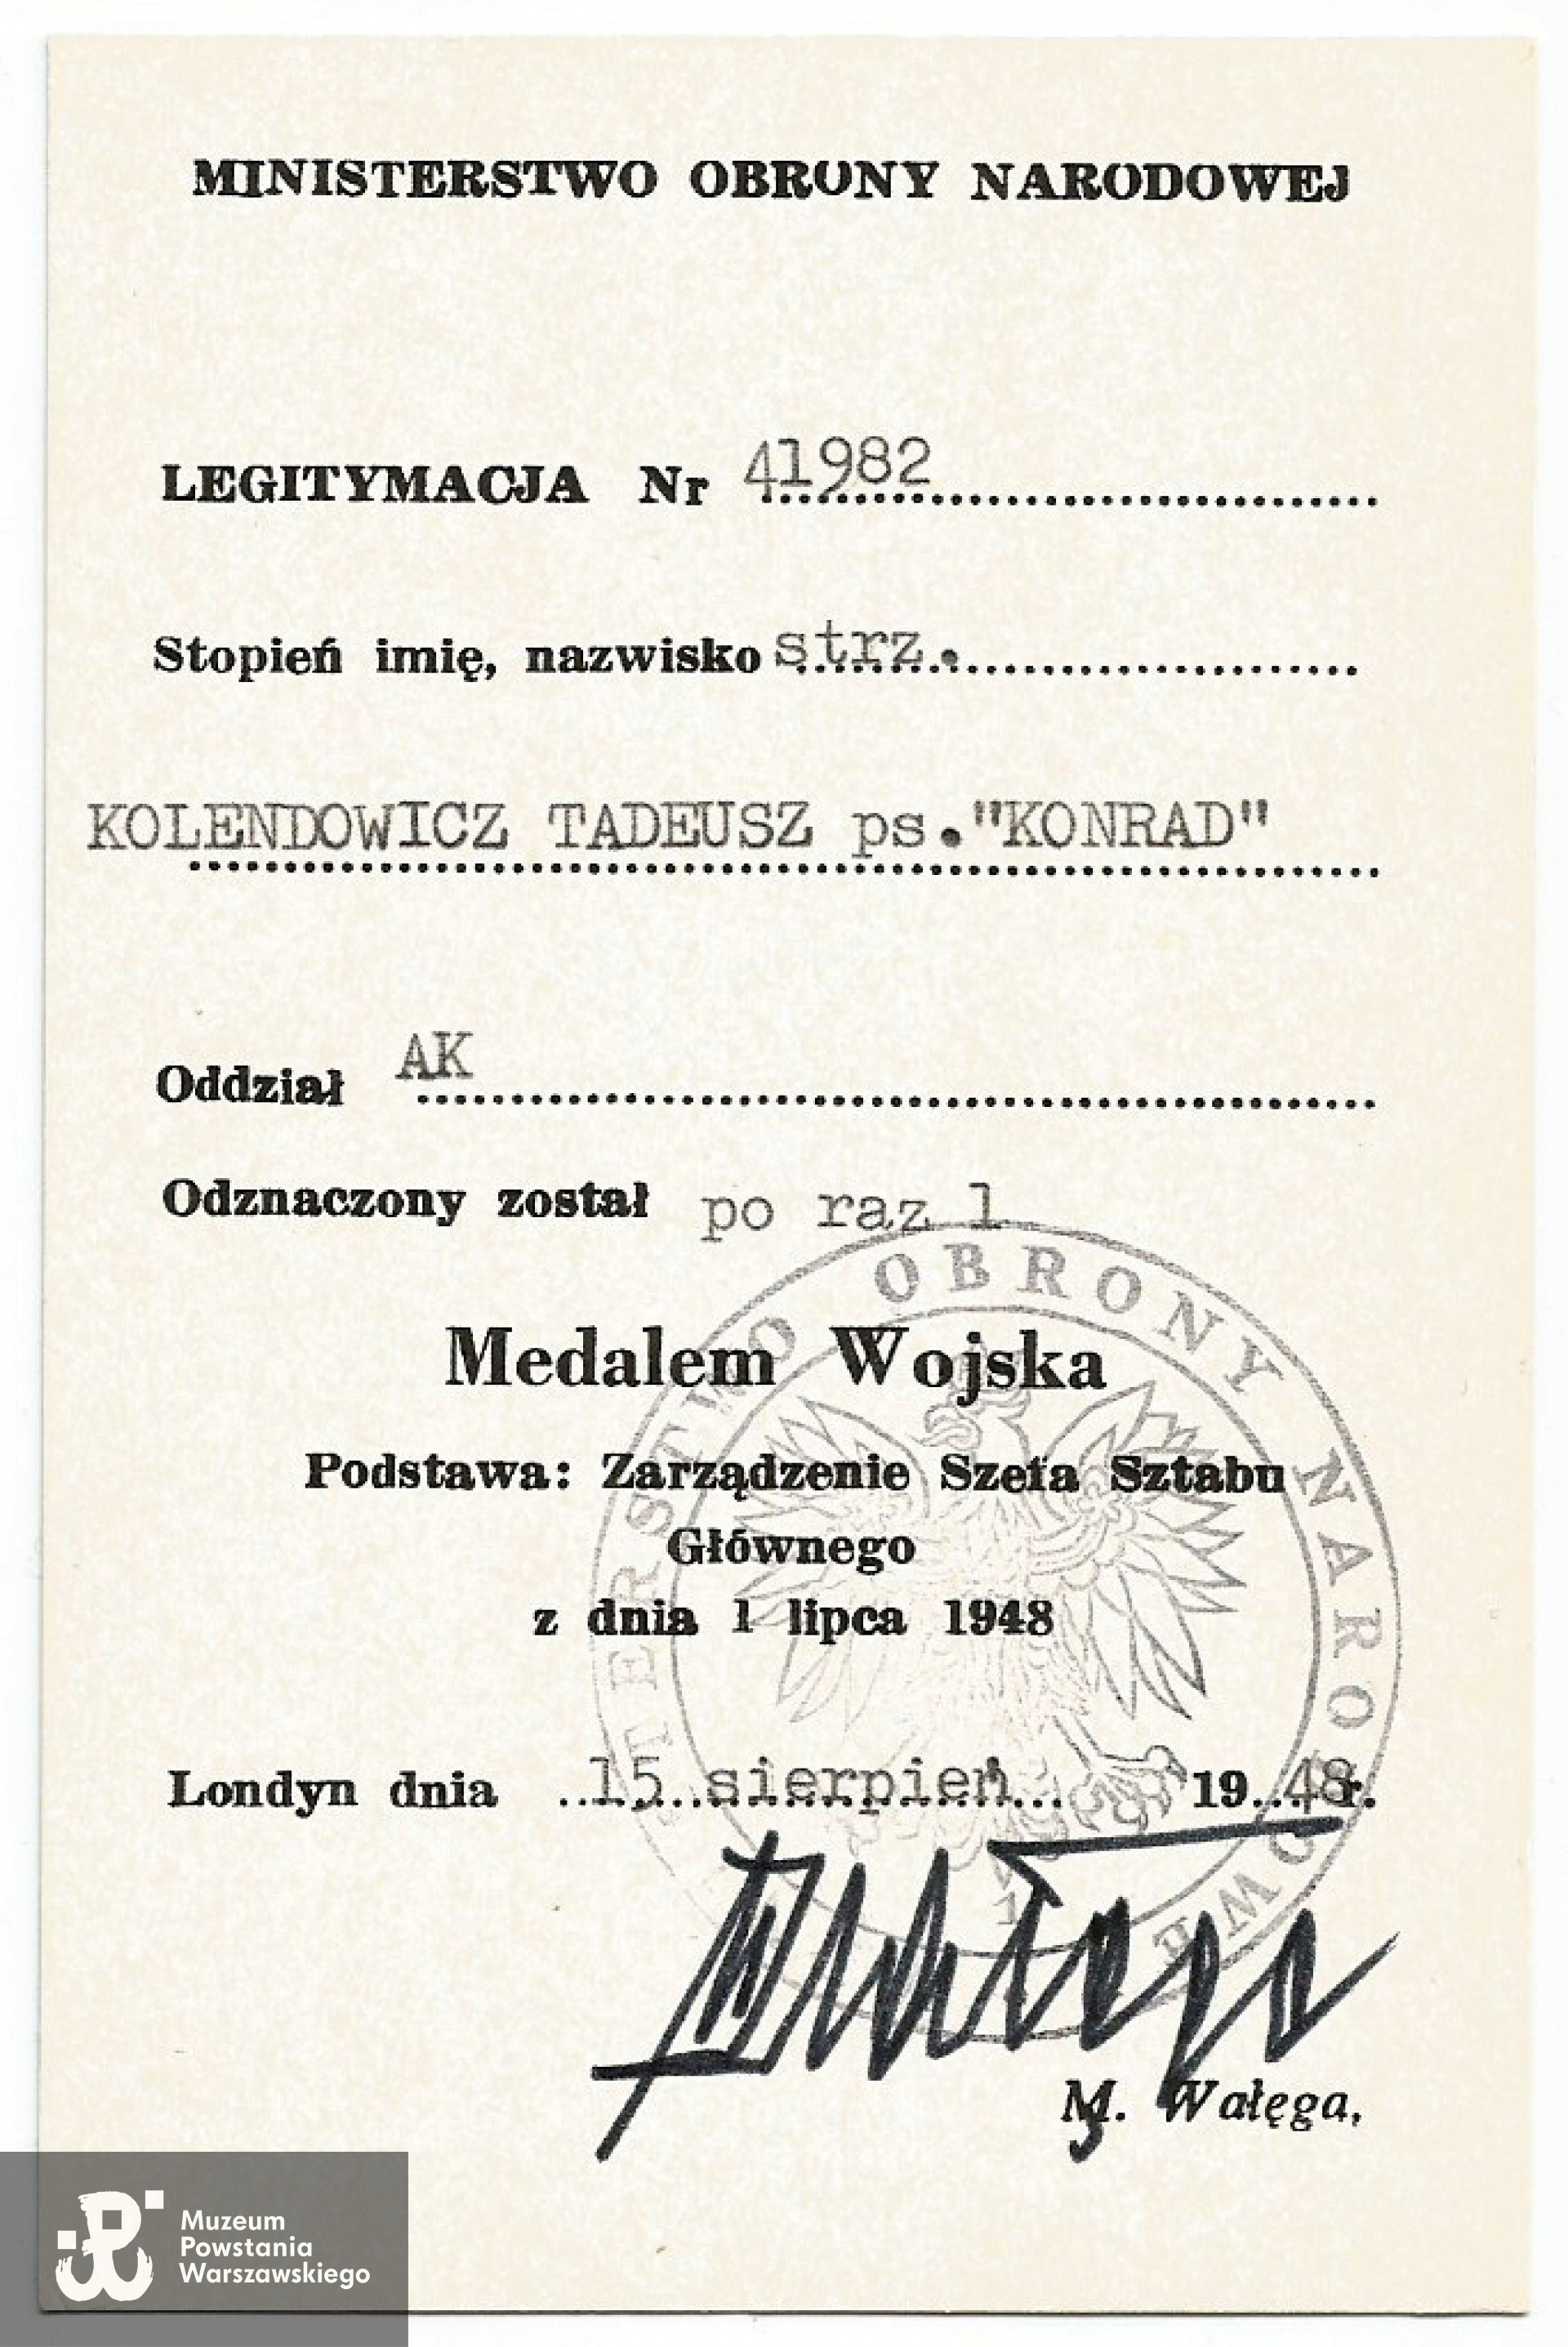 MINISTERSTWO OBRONY NARODOWEJ
LEGITYMACJA Nr 41982
Stopień imię, nazwisko strz.
KOLENDOWICZ TADEUSZ ps."KONRAD"
Oddział AK
Odznaczony został po raz 1
Medalem Wojska
Podstawa: Zarządzenie Szefa Sztabu
Głównego
z dnia 1 lipca 1948
Londyn dnia 15 sierpień 1948r.
M. Wałęga,
OBRONY
Muzeum
Powstania
Warszawskiego